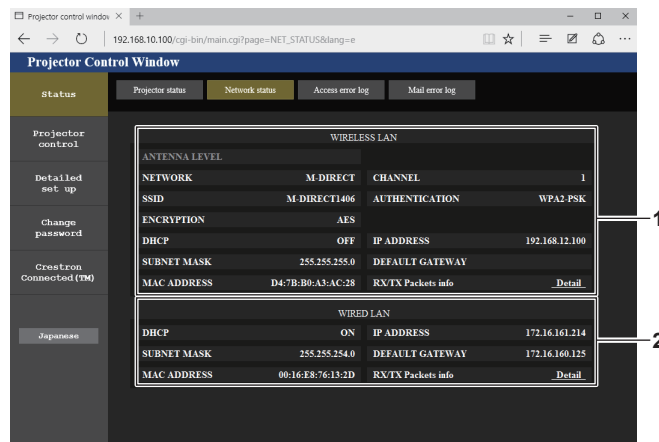 Projector control window
192.168.10.100/cgi-bin/main.cgi?page=NET_STATUS&lang=e
Projector Control Window
Status
Projector status
Network status
Access error log
Mail error log
Projector
control
Detailed
set up
Change
password
Crestron
Connected(TM)
Japanese
WIRELESS LAN
ANTENNA LEVEL
NETWORK M-DIRECT CHANNEL 1
SSID M-DIRECT1406 AUTHENTICATION WPA2-PSK
ENCRYPTION AES
DHCP OFF IP ADDRESS 192.168.12.100
SUBNET MASK 255.255.255.0 DEFAULT GATEWAY
MAC ADDRESS D4:7B:B0:A3:AC:28 RX/TX Packets info Detail
1
WIRED LAN
DHCP ON IP ADDRESS 172.16.161.214
SUBNET MASK 255.255.254.0 DEFAULT GATEWAY 172.16.160.125
MAC ADDRESS 00:16:E8:76:13:2D RX/TX Packets info Detail
2